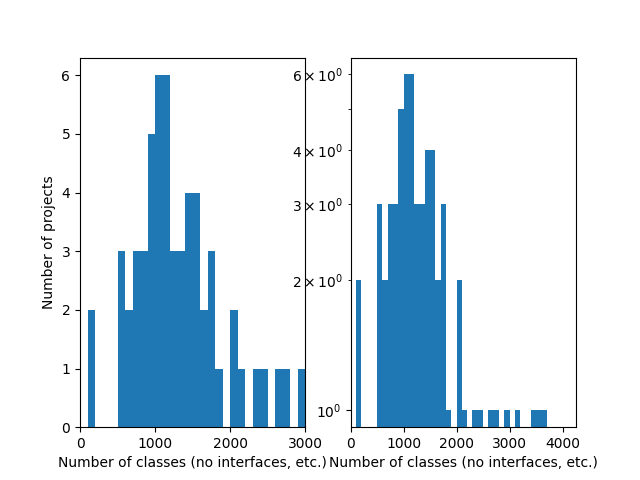 6
5
4
3
2
1
0
Number of projects
0 1000 2000 3000
Number of classes (no interfaces, etc.)
6 × 10⁰
4 × 10⁰
3 × 10⁰
2 × 10⁰
10⁰
0 1000 2000 3000 4000
Number of classes (no interfaces, etc.)